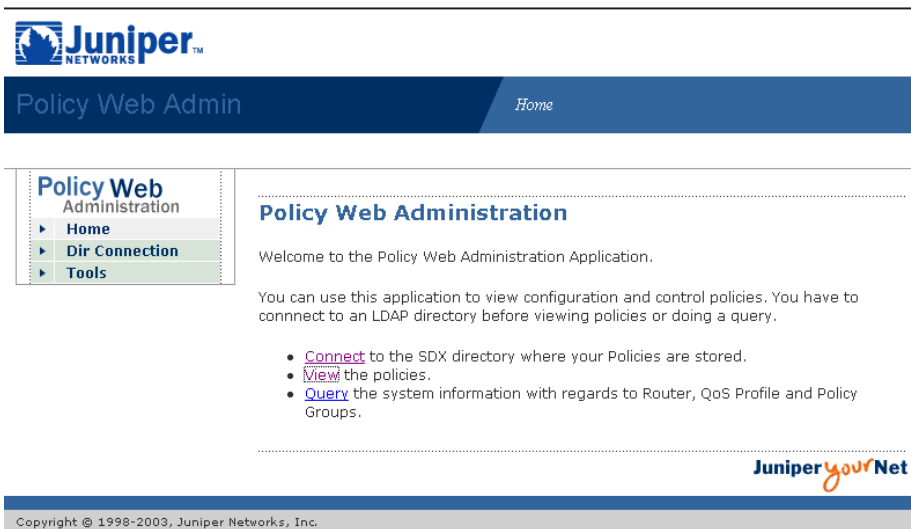 Juniper™
NETWORKS
Policy Web Admin
Home
Policy Web
Administration
Home
Dir Connection
Tools
Policy Web Administration
Welcome to the Policy Web Administration Application.
You can use this application to view configuration and control policies. You have to
connnect to an LDAP directory before viewing policies or doing a query.
Connect to the SDX directory where your Policies are stored.
View the policies.
Query the system information with regards to Router, QoS Profile and Policy
Groups.
Juniper your Net
Copyright © 1998-2003, Juniper Networks, Inc.